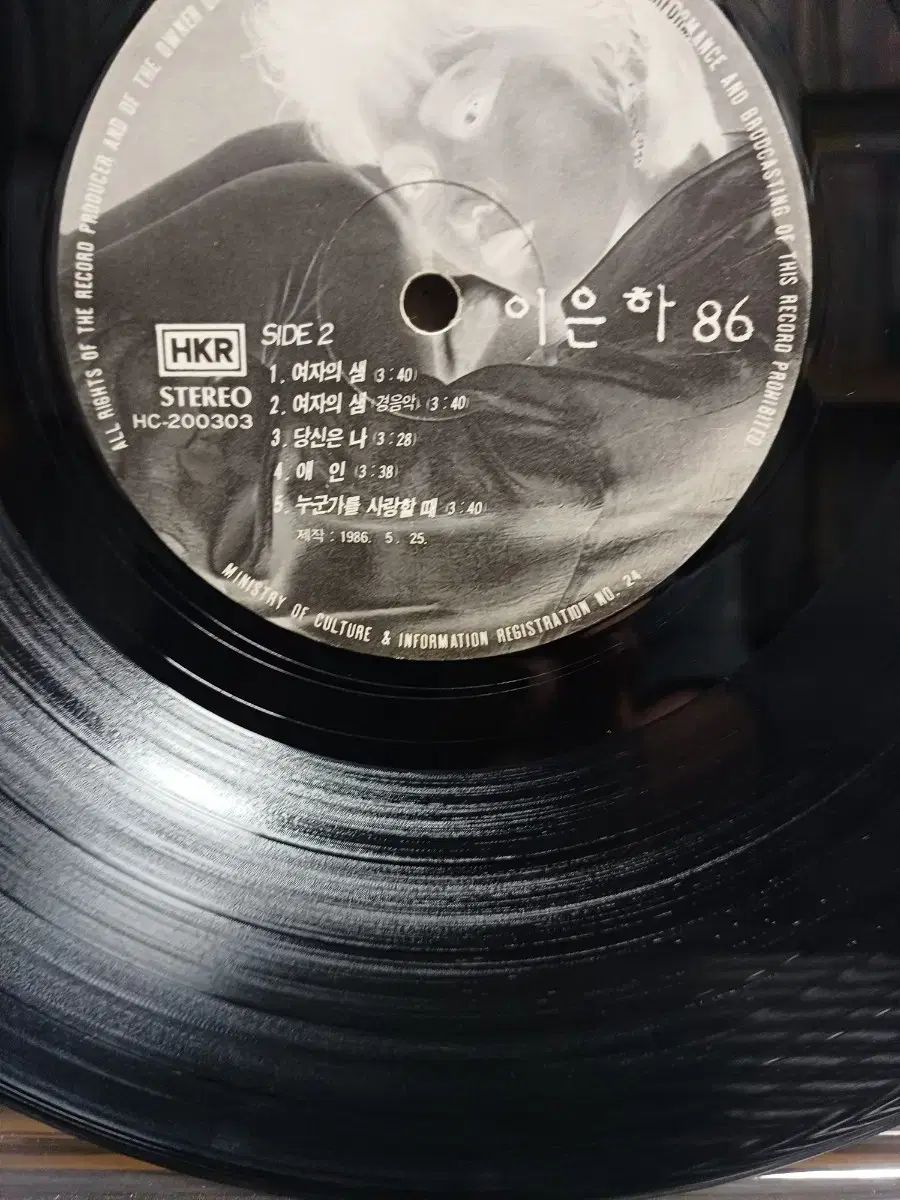 ALL RIGHTS OF THE RECORD PRODUCER AND OF THE OWNER
PERFORMANCE AND BRODCASTING OF THIS RECORD PROHIBITED
이은하 86
HKR
SIDE 2
STEREO
HC-200303
1. 여자의 샘 (3:40)
2. 여자의 샘 (경음악) (3:40)
3. 당신은 나 (3:28)
4. 애 인 (3:38)
5. 누군가를 사랑할 때 (3:40)
제작 : 1986. 5. 25.
MINISTRY OF CULTURE & INFORMATION REGISTRATION NO. 24